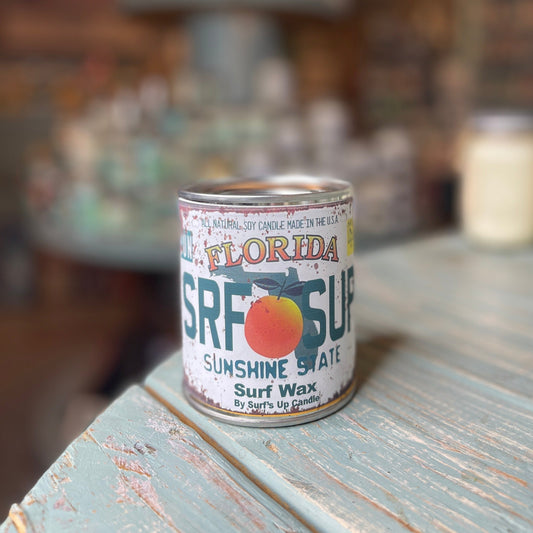 ALL NATURAL SOY CANDLE MADE IN THE U.S.A
FLORIDA
SRF SUP
SUNSHINE STATE
Surf Wax
By Surf's Up Candle